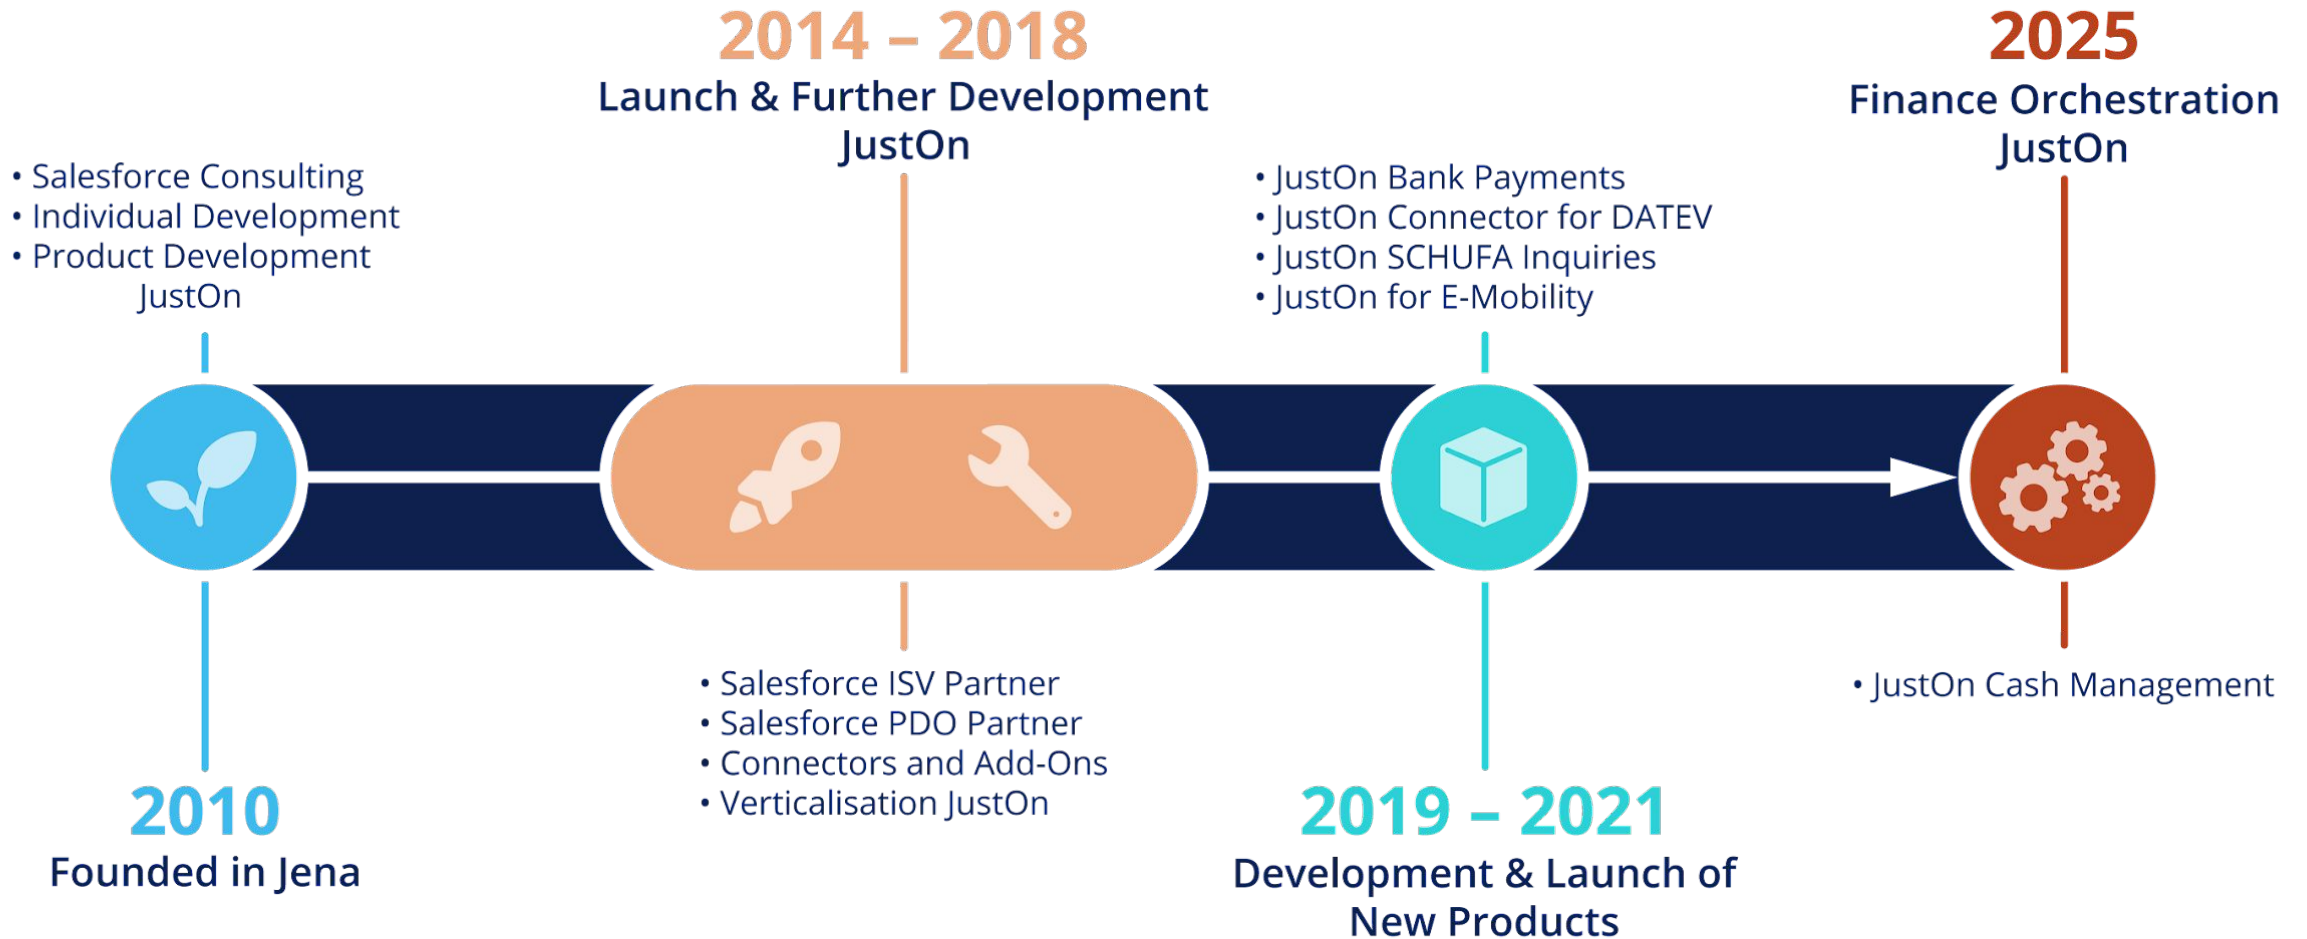 • Salesforce Consulting
• Individual Development
• Product Development
JustOn
2010
Founded in Jena
2014 – 2018
Launch & Further Development
JustOn
• Salesforce ISV Partner
• Salesforce PDO Partner
• Connectors and Add-Ons
• Verticalisation JustOn
• JustOn Bank Payments
• JustOn Connector for DATEV
• JustOn SCHUFA Inquiries
• JustOn for E-Mobility
2019 – 2021
Development & Launch of
New Products
2025
Finance Orchestration
JustOn
• JustOn Cash Management